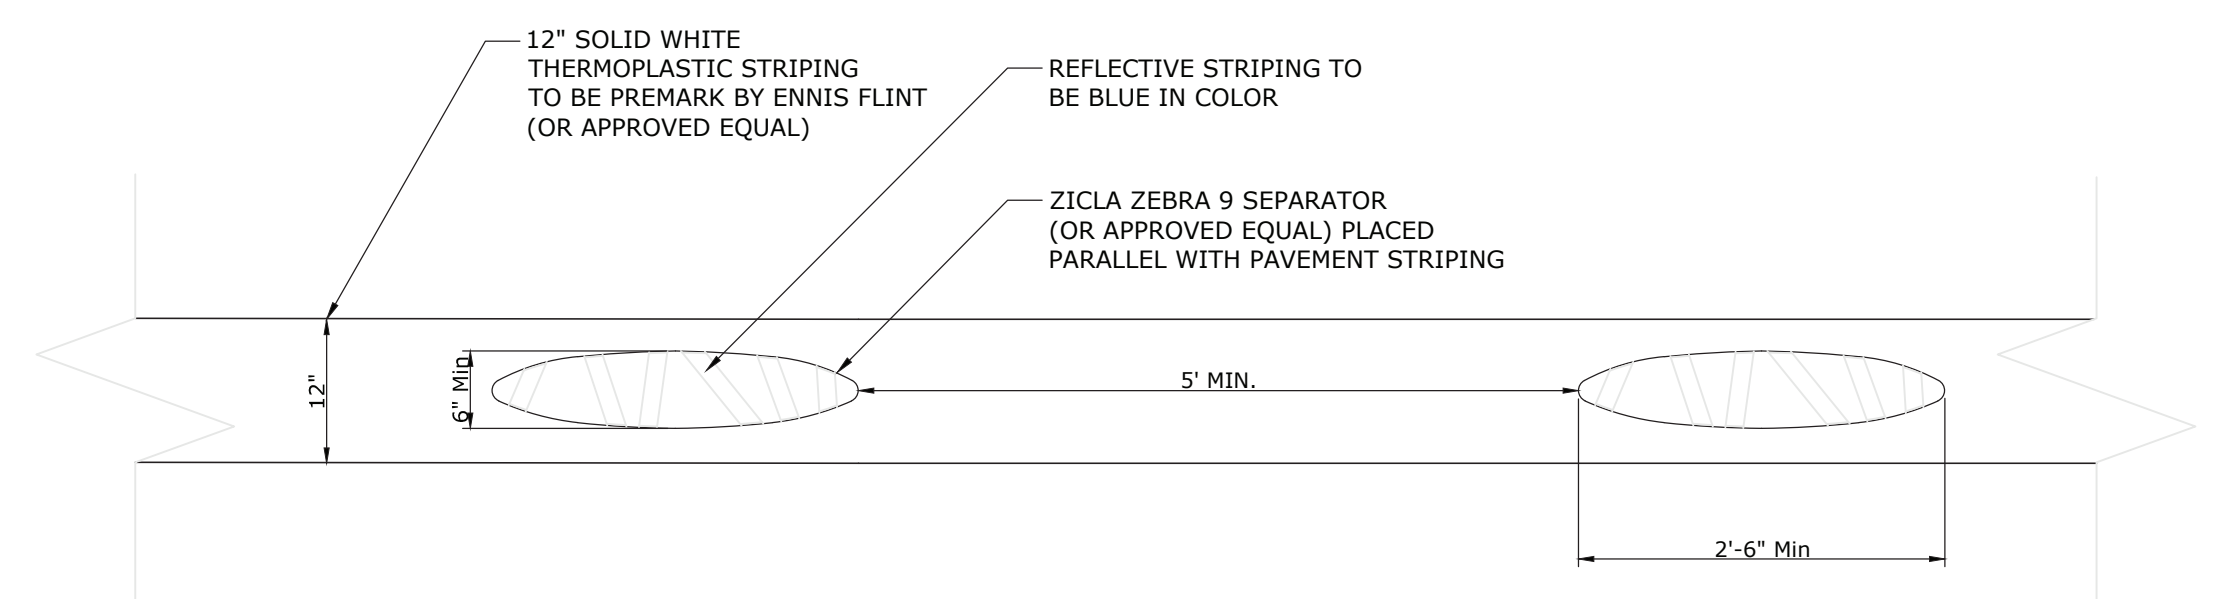 12" SOLID WHITE
THERMOPLASTIC STRIPING
TO BE PREMARK BY ENNIS FLINT
(OR APPROVED EQUAL)
REFLECTIVE STRIPING TO
BE BLUE IN COLOR
ZICLA ZEBRA 9 SEPARATOR
(OR APPROVED EQUAL) PLACED
PARALLEL WITH PAVEMENT STRIPING
12"
6" Min
5' MIN.
2'-6" Min